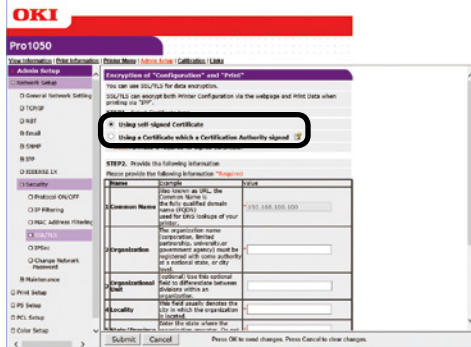 OKI
Pro1050
View Information | Print Information | Printer Menu | Admin Setup | Calibration | Links
Admin Setup
Network Setup
General Network Setting
TCP/IP
NBT
Email
SNMP
IPP
IEEE802.1X
Security
Protocol ON/OFF
IP Filtering
MAC Address Filtering
SSL/TLS
IPSec
Change Network
Password
Maintenance
Print Setup
PS Setup
PCL Setup
Color Setup
Encryption of "Configuration" and "Print"
You can use SSL/TLS for data encryption.
SSL/TLS can encrypt both Printer Configuration via the webpage and Print Data when
printing via "IPP".
Using self-signed Certificate
Using a Certificate which a Certification Authority signed
STEP2. Provide the following information
Please provide the following information *Required
Name Example Value
1 Common Name
Also known as URL, the
Common Name is
the fully qualified domain
name (FQDN)
used for DNS lookups of your
printer.
*192.168.100.100
2 Organization
The organization name
(corporation, limited
partnership, university, or
government agency) must be
registered with some authority
at a national state, or city
level.
*
3 Organizational
Unit
(optional) Use this optional
field to differentiate between
divisions within an
organization.
4 Locality
This field usually denotes the
city in which the organization
is located.
*
Enter the state where the
Submit Cancel Press OK to send changes. Press Cancel to clear changes.